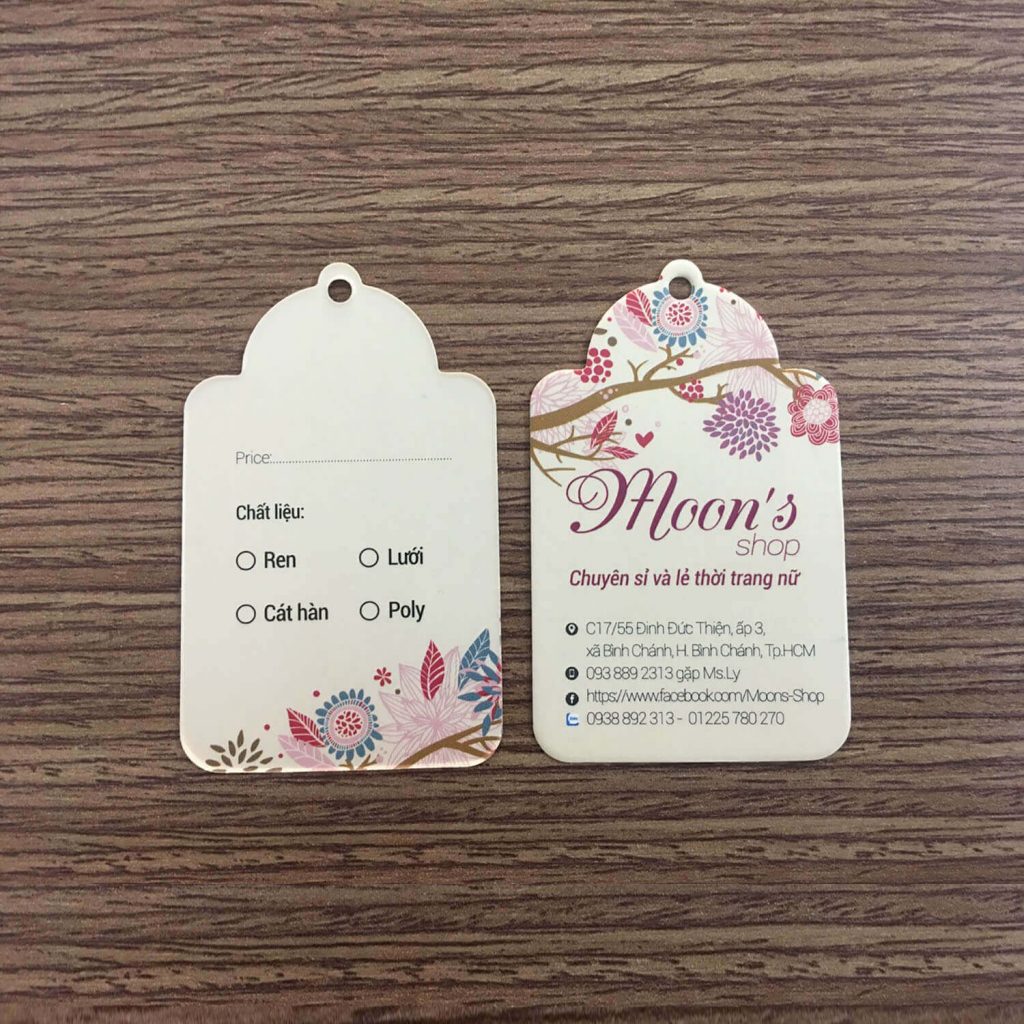 Price:
Chất liệu:
Ren
Lưới
Cát hàn
Poly
Moon's
shop
Chuyên sỉ và lẻ thời trang nữ
C17/55 Đinh Đức Thiện, ấp 3,
xã Bình Chánh, H. Bình Chánh, Tp.HCM
093 889 2313 gặp Ms.Ly
https://www.facebook.com/Moons-Shop
0938 892 313 - 01225 780 270